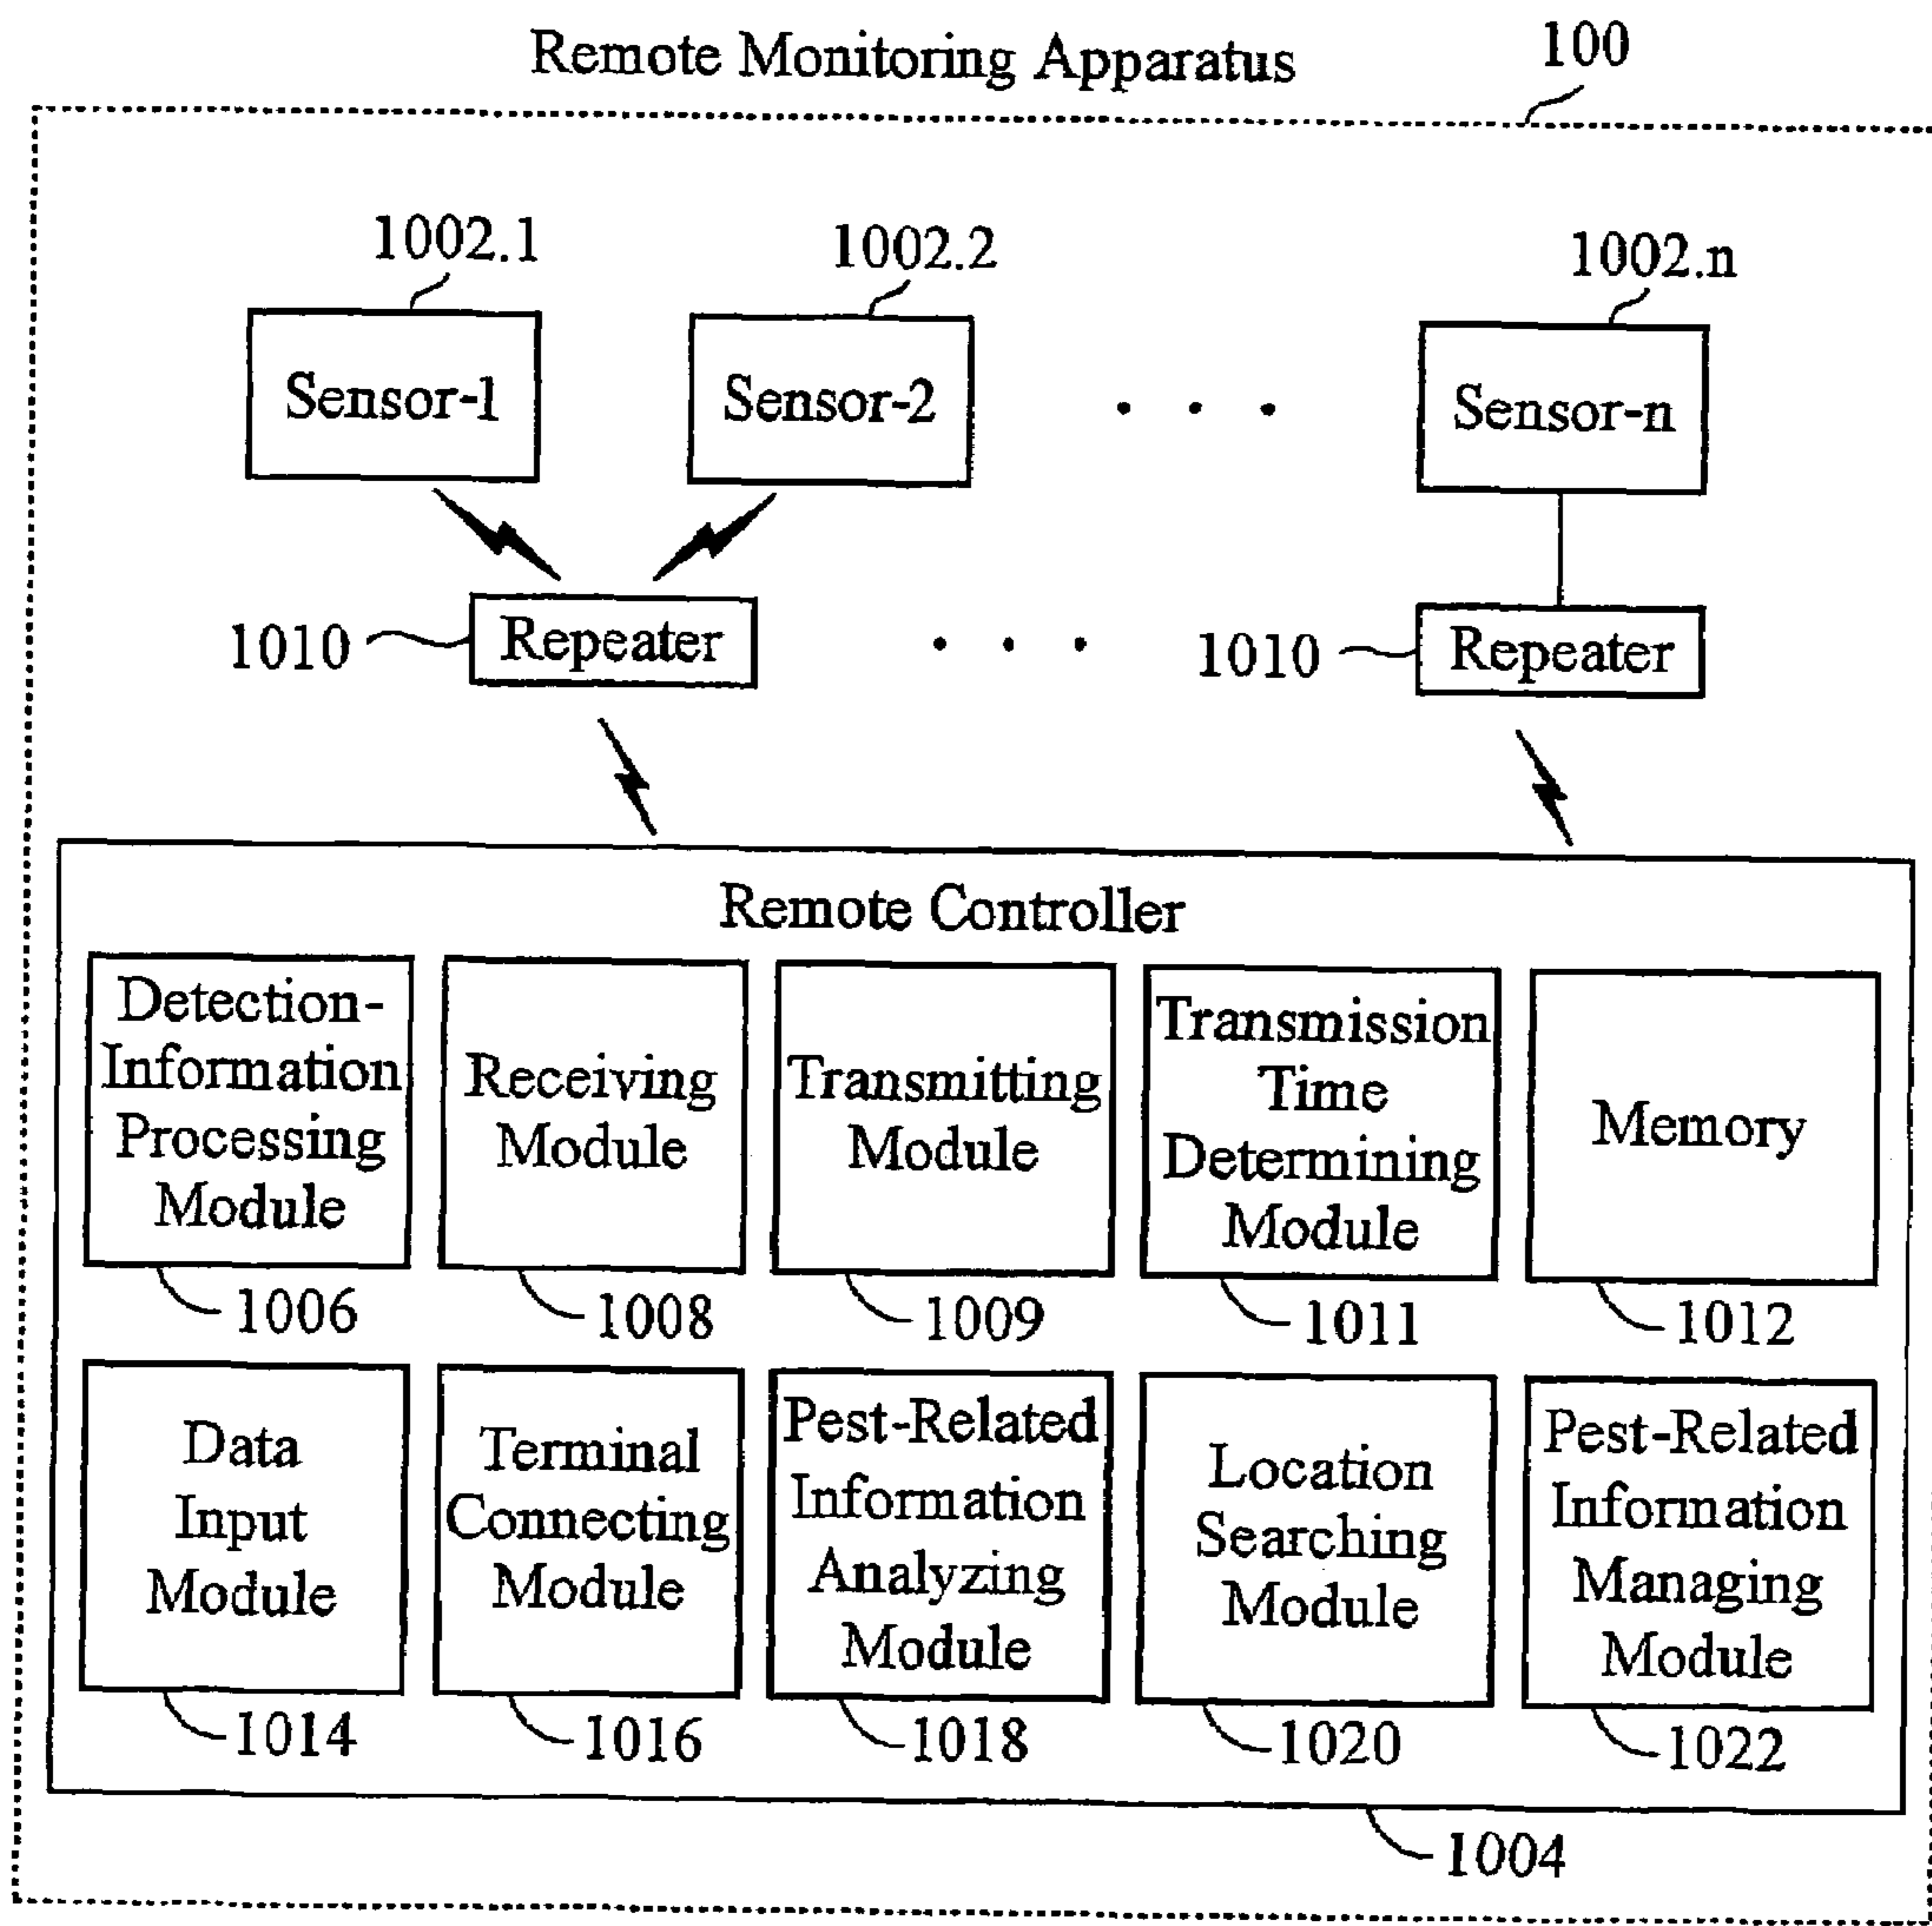 Remote Monitoring Apparatus
100
1002.1
1002.2
1002.n
Sensor-1
Sensor-2
. . .
Sensor-n
1010
Repeater
. . .
1010
Repeater
Remote Controller
Detection-
Information
Processing
Module
1006
Receiving
Module
1008
Transmitting
Module
1009
Transmission
Time
Determining
Module
1011
Memory
1012
Data
Input
Module
1014
Terminal
Connecting
Module
1016
Pest-Related
Information
Analyzing
Module
1018
Location
Searching
Module
1020
Pest-Related
Information
Managing
Module
1022
1004